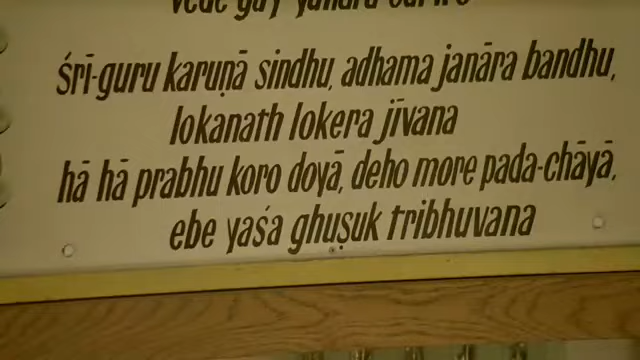 śrī-guru karuṇā sindhu, adhama janāra bandhu,
lokanath lokera jīvana
hā hā prabhu koro doyā, deho more pada-chāyā,
ebe yaśa ghuṣuk tribhuvana